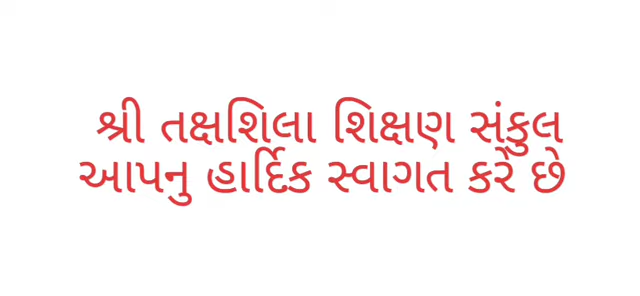 શ્રી તક્ષશિલા શિક્ષણ સંકુલ
આપનુ હાર્દિક સ્વાગત કરે છે